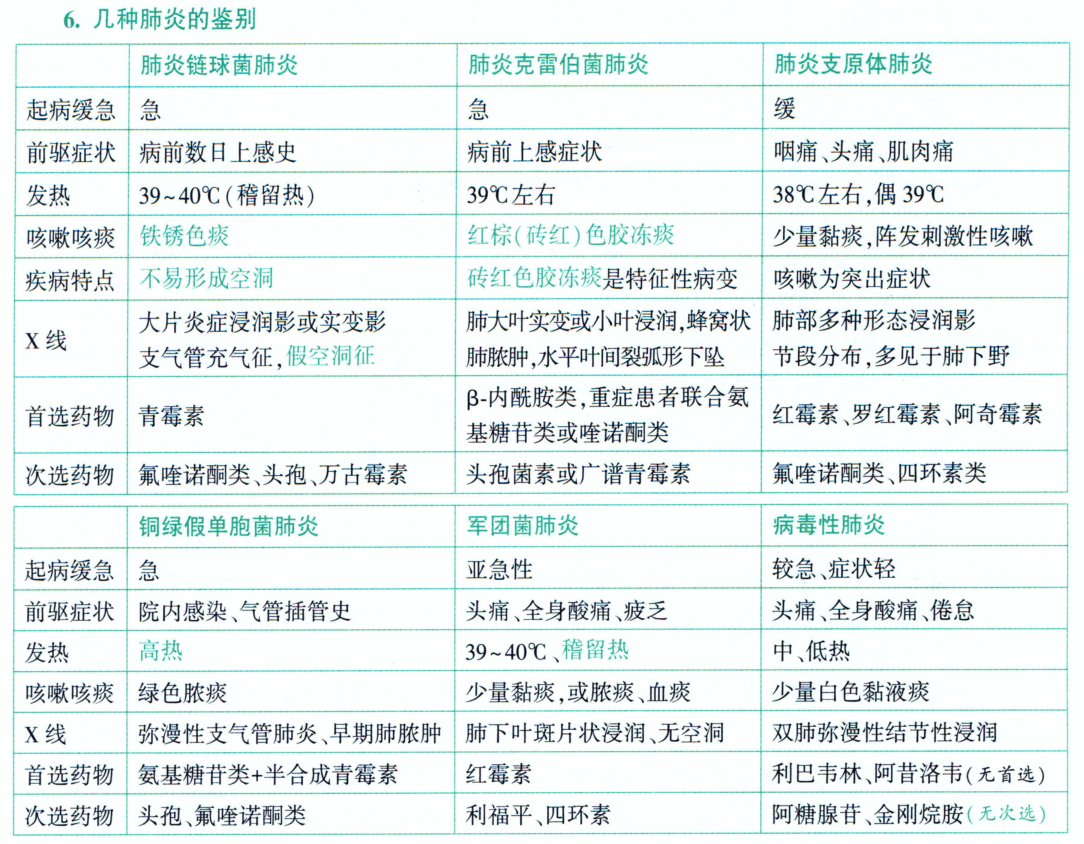 6. 几种肺炎的鉴别
肺炎链球菌肺炎 肺炎克雷伯菌肺炎 肺炎支原体肺炎
起病缓急 急 急 缓
前驱症状 病前数日上感史 病前上感症状 咽痛、头痛、肌肉痛
发热 39~40℃(稽留热) 39℃左右 38℃左右,偶39℃
咳嗽咳痰 铁锈色痰 红棕(砖红)色胶冻痰 少量黏痰,阵发刺激性咳嗽
疾病特点 不易形成空洞 砖红色胶冻痰是特征性病变 咳嗽为突出症状
X线 大片炎症浸润影或实变影 肺大叶实变或小叶浸润,蜂窝状 肺部多种形态浸润影
支气管充气征,假空洞征 肺脓肿,水平叶间裂弧形下坠 节段分布,多见于肺下野
首选药物 青霉素 β-内酰胺类,重症患者联合氨 红霉素、罗红霉素、阿奇霉素
基糖苷类或喹诺酮类
次选药物 氟喹诺酮类、头孢、万古霉素 头孢菌素或广谱青霉素 氟喹诺酮类、四环素类
铜绿假单胞菌肺炎 军团菌肺炎 病毒性肺炎
起病缓急 急 亚急性 较急、症状轻
前驱症状 院内感染、气管插管史 头痛、全身酸痛、疲乏 头痛、全身酸痛、倦怠
发热 高热 39~40℃、稽留热 中、低热
咳嗽咳痰 绿色脓痰 少量黏痰,或脓痰、血痰 少量白色黏液痰
X线 弥漫性支气管肺炎、早期肺脓肿 肺下叶斑片状浸润、无空洞 双肺弥漫性结节性浸润
首选药物 氨基糖苷类+半合成青霉素 红霉素 利巴韦林、阿昔洛韦(无首选)
次选药物 头孢、氟喹诺酮类 利福平、四环素 阿糖腺苷、金刚烷胺(无次选)